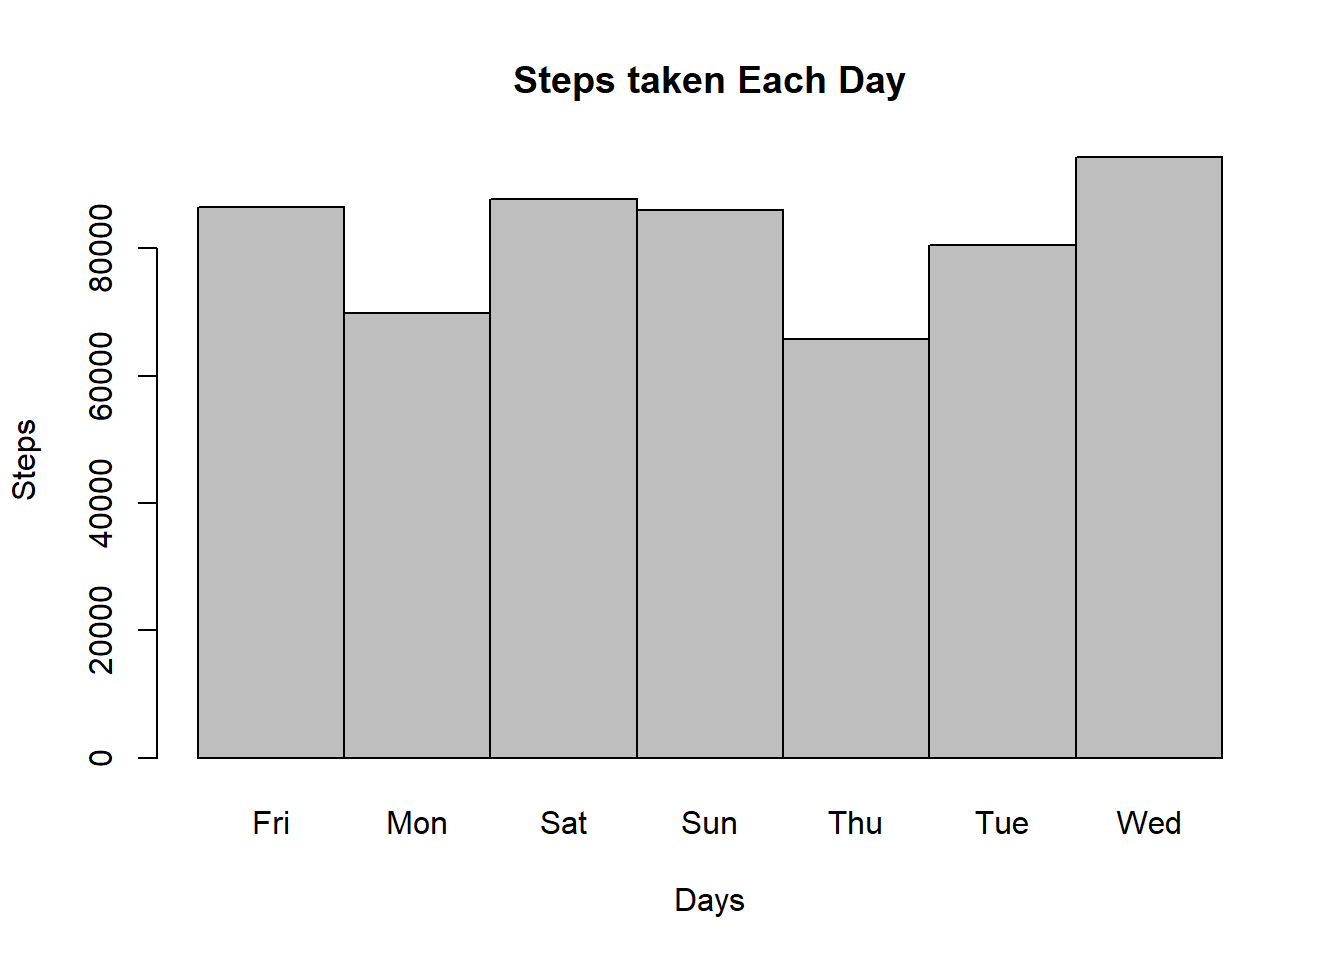 Steps taken Each Day
Steps
80000
60000
40000
20000
0
Fri Mon Sat Sun Thu Tue Wed
Days